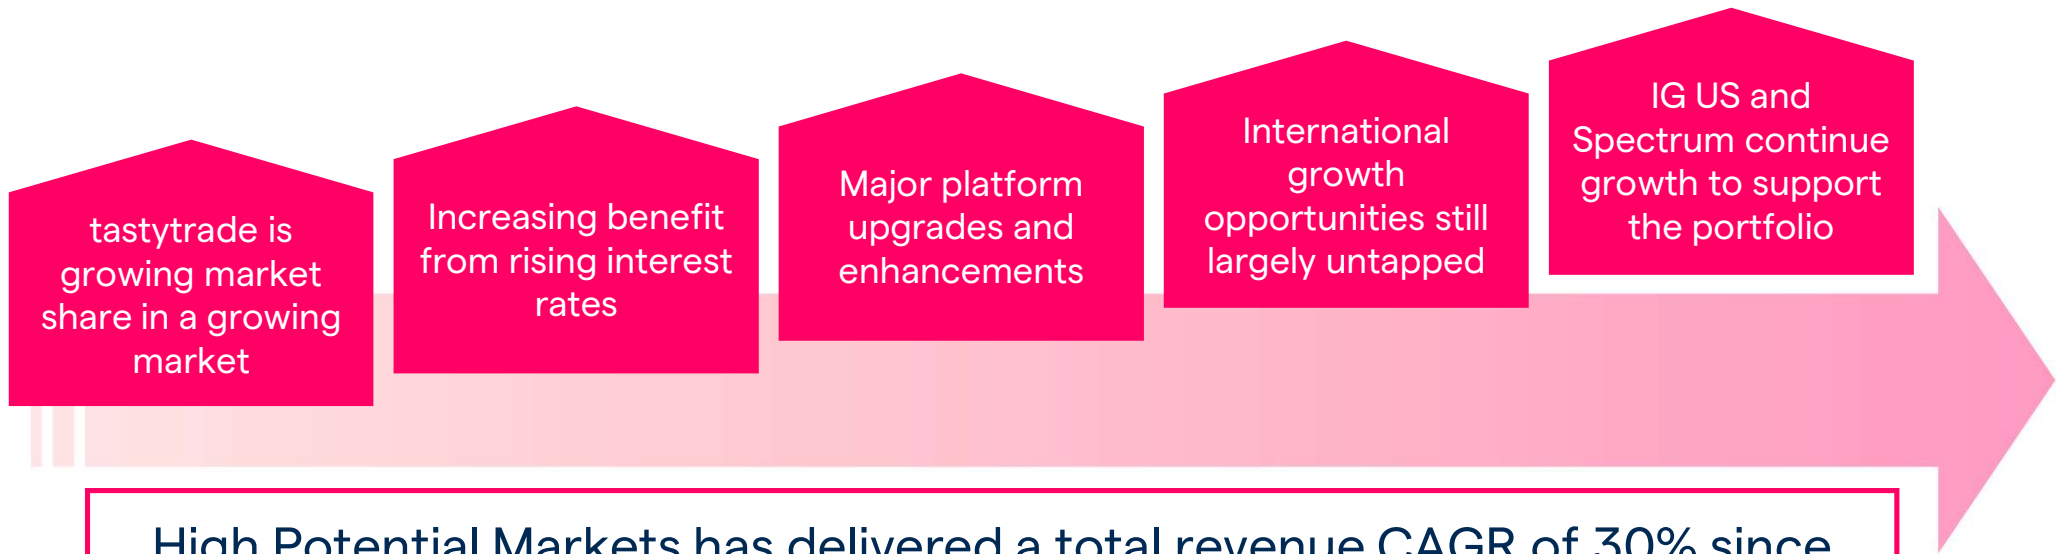 tastytrade is
growing market
share in a growing
market
Increasing benefit
from rising interest
rates
Major platform
upgrades and
enhancements
International
growth
opportunities still
largely untapped
IG US and
Spectrum continue
growth to support
the portfolio
High Potential Markets has delivered a total revenue CAGR of 30% since